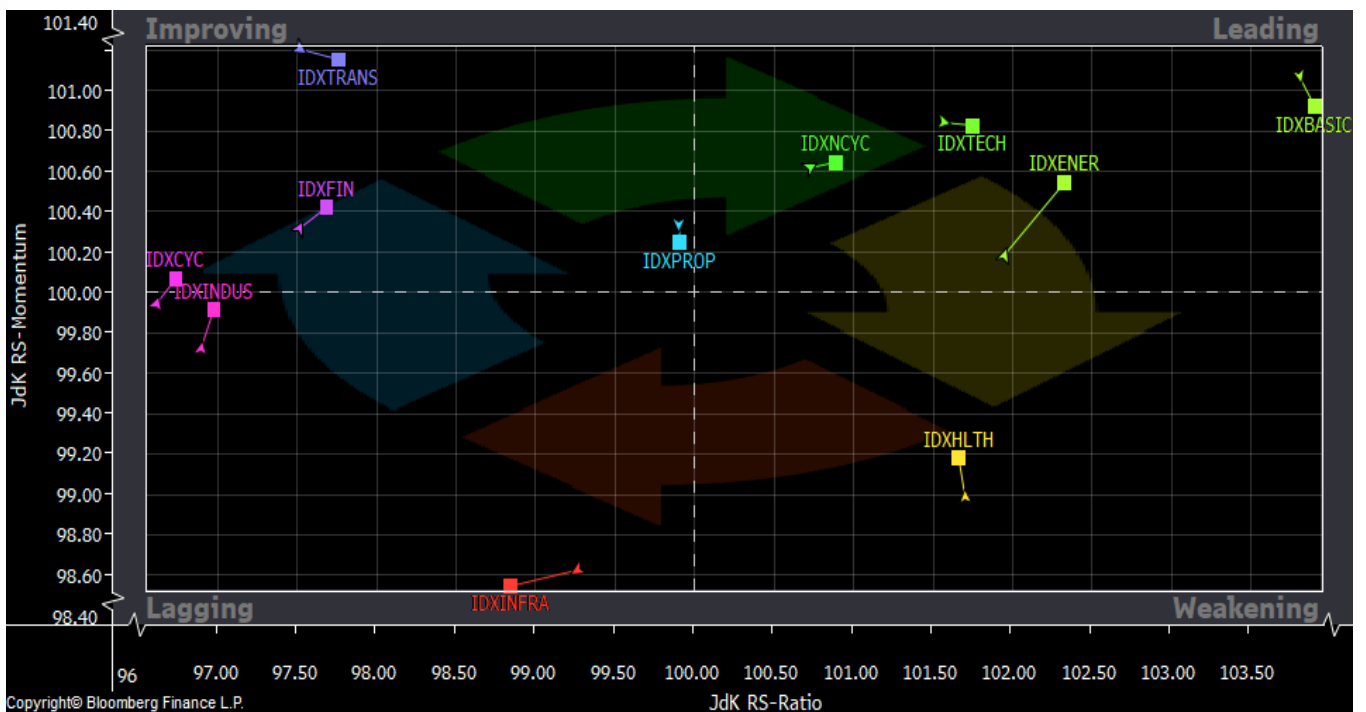 101.40
Improving
Leading
IDXTRANS
101.00
IDXBASIC
100.80
IDXNCYC
IDXTECH
100.60
IDXENER
IDXFIN
100.40
100.20
IDXCYC
IDXPROP
100.00
IDXINDUS
99.80
99.60
99.40
IDXHLTH
99.20
99.00
98.80
98.60
IDXINFRA
98.40
Lagging
Weakening
JdK RS-Momentum
96
97.00
97.50
98.00
98.50
99.00
99.50
100.00
100.50
101.00
101.50
102.00
102.50
103.00
103.50
Copyright© Bloomberg Finance L.P.
JdK RS-Ratio